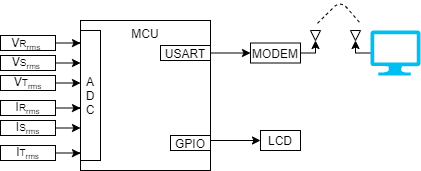 MCU
VRrms
VSrms
VTrms
IRrms
ISrms
ITrms
A
D
C
USART
MODEM
GPIO
LCD